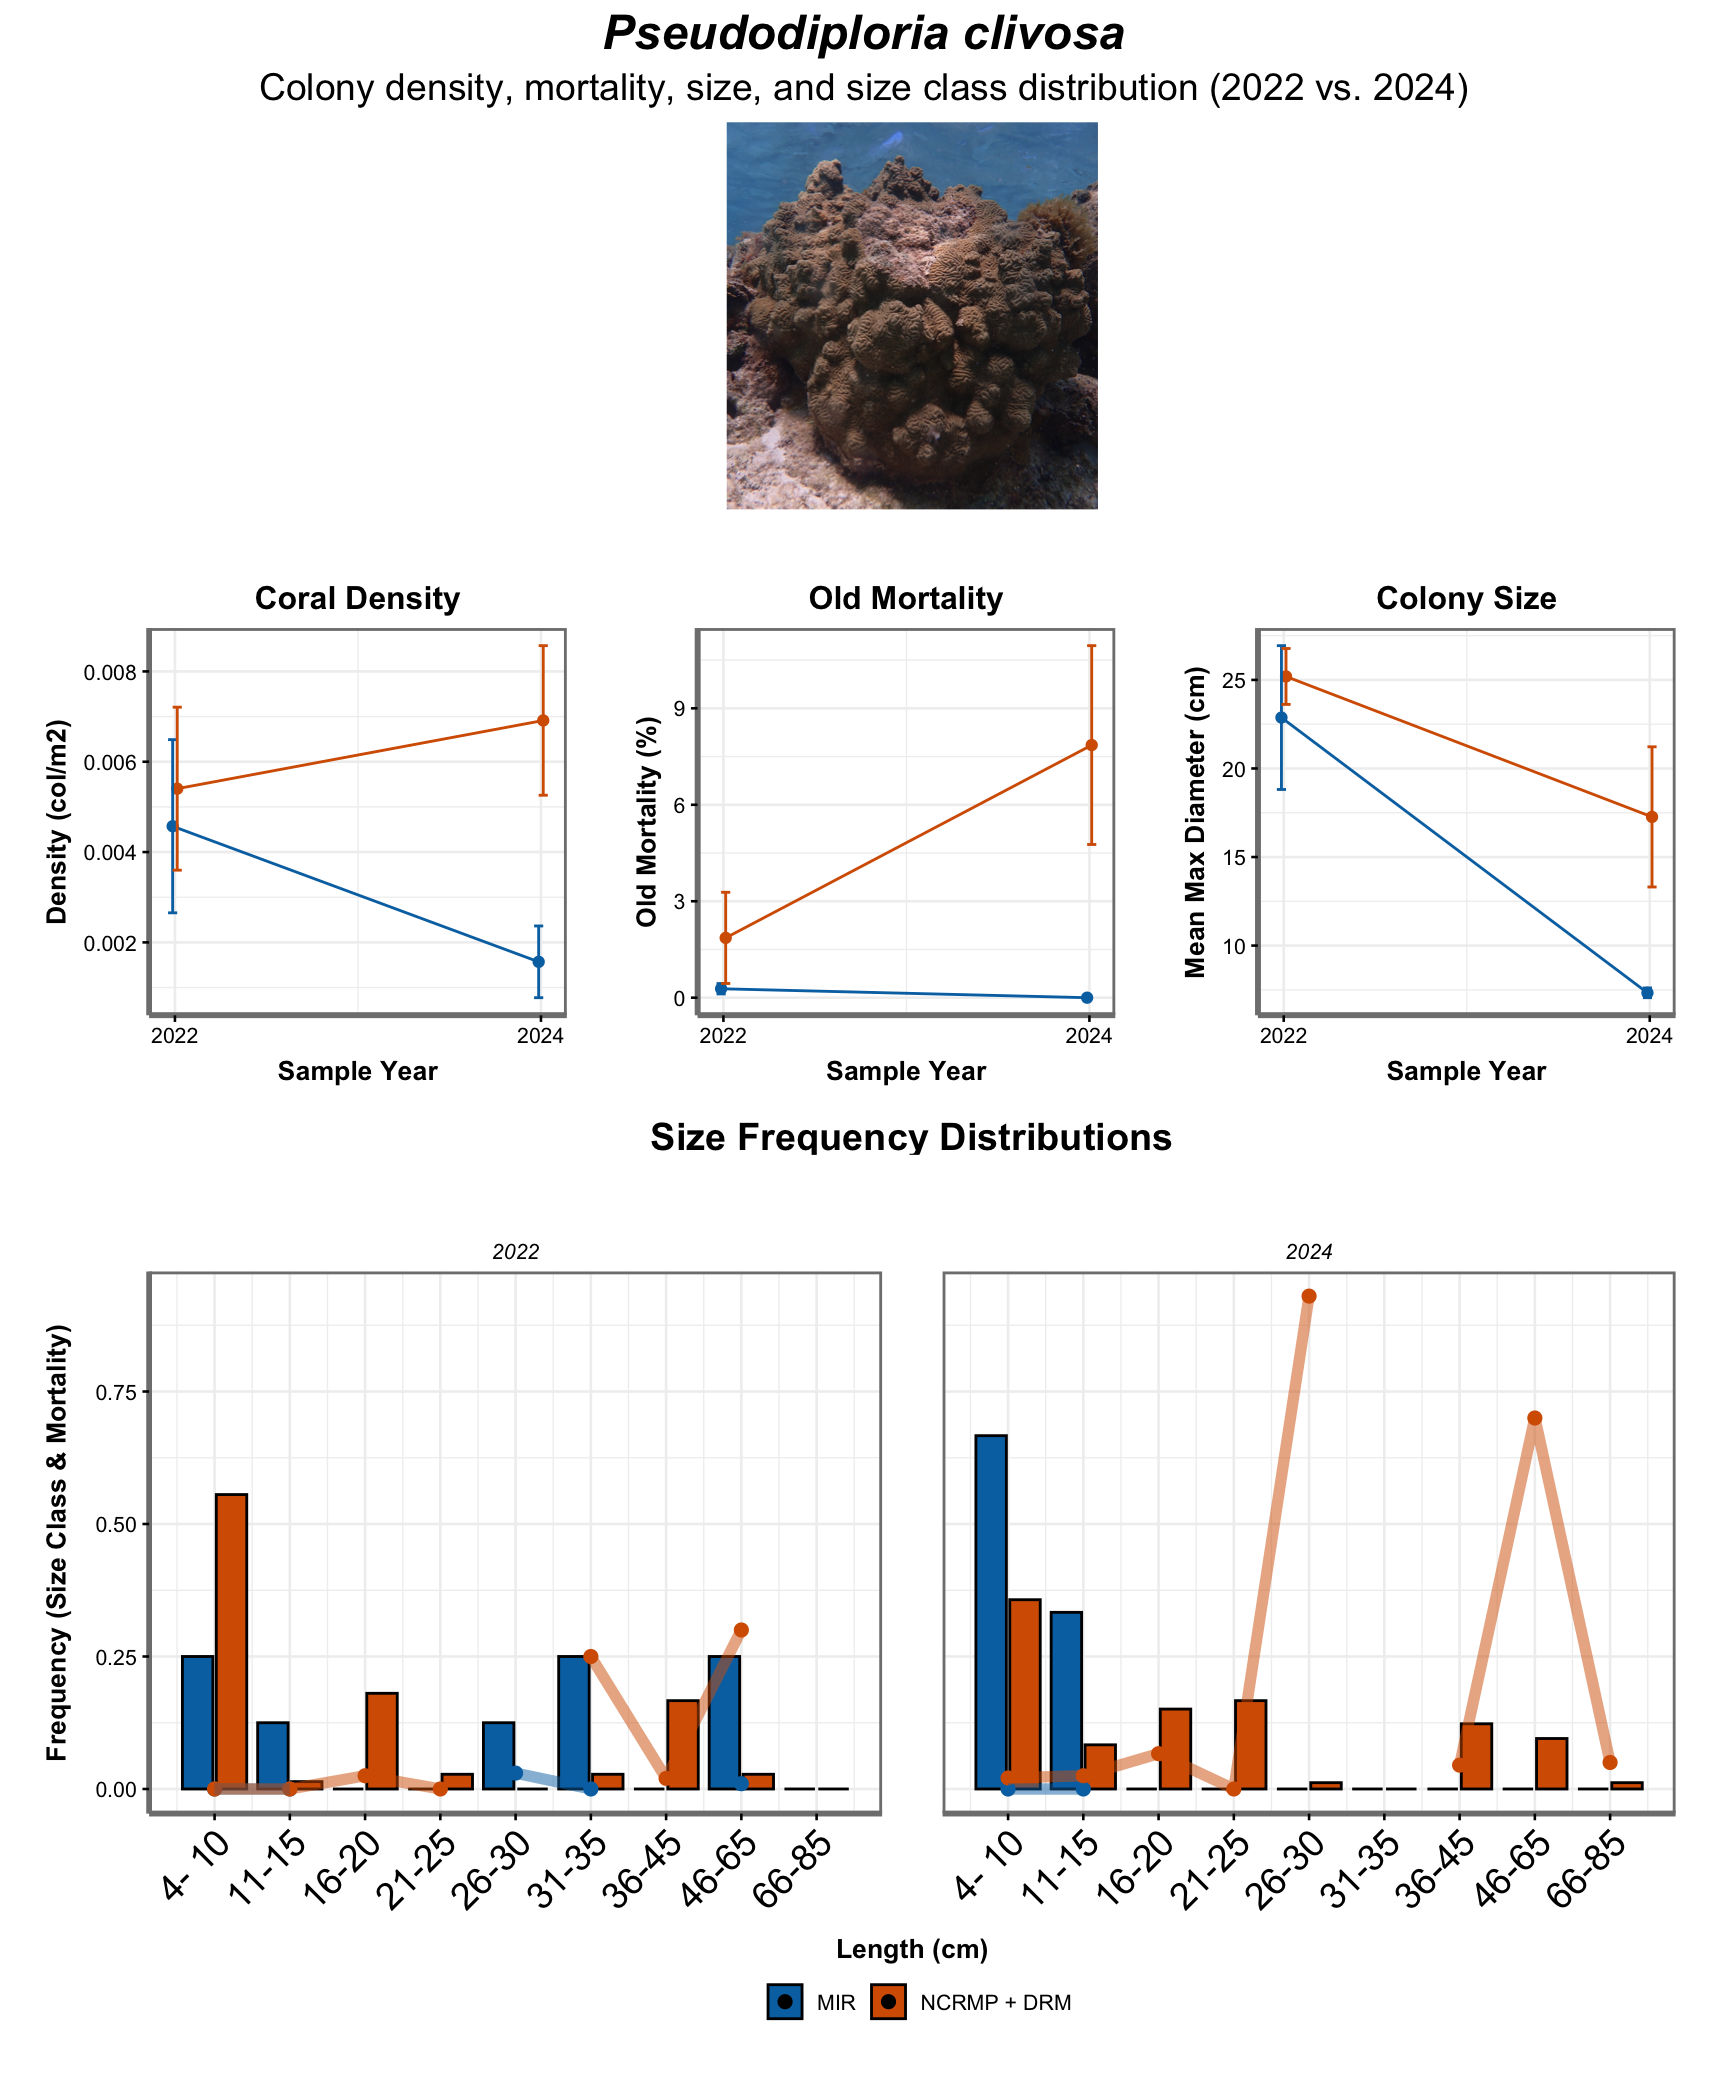 Pseudodiploria clivosa
Colony density, mortality, size, and size class distribution (2022 vs. 2024)
Coral Density
Density (col/m2)
0.008
0.006
0.004
0.002
2022
2024
Sample Year
Old Mortality
Old Mortality (%)
9
6
3
0
2022
2024
Sample Year
Colony Size
Mean Max Diameter (cm)
25
20
15
10
2022
2024
Sample Year
Size Frequency Distributions
Frequency (Size Class & Mortality)
2022
2024
0.75
0.50
0.25
0.00
4- 10
11-15
16-20
21-25
26-30
31-35
36-45
46-65
66-85
4- 10
11-15
16-20
21-25
26-30
31-35
36-45
46-65
66-85
Length (cm)
MIR
NCRMP + DRM